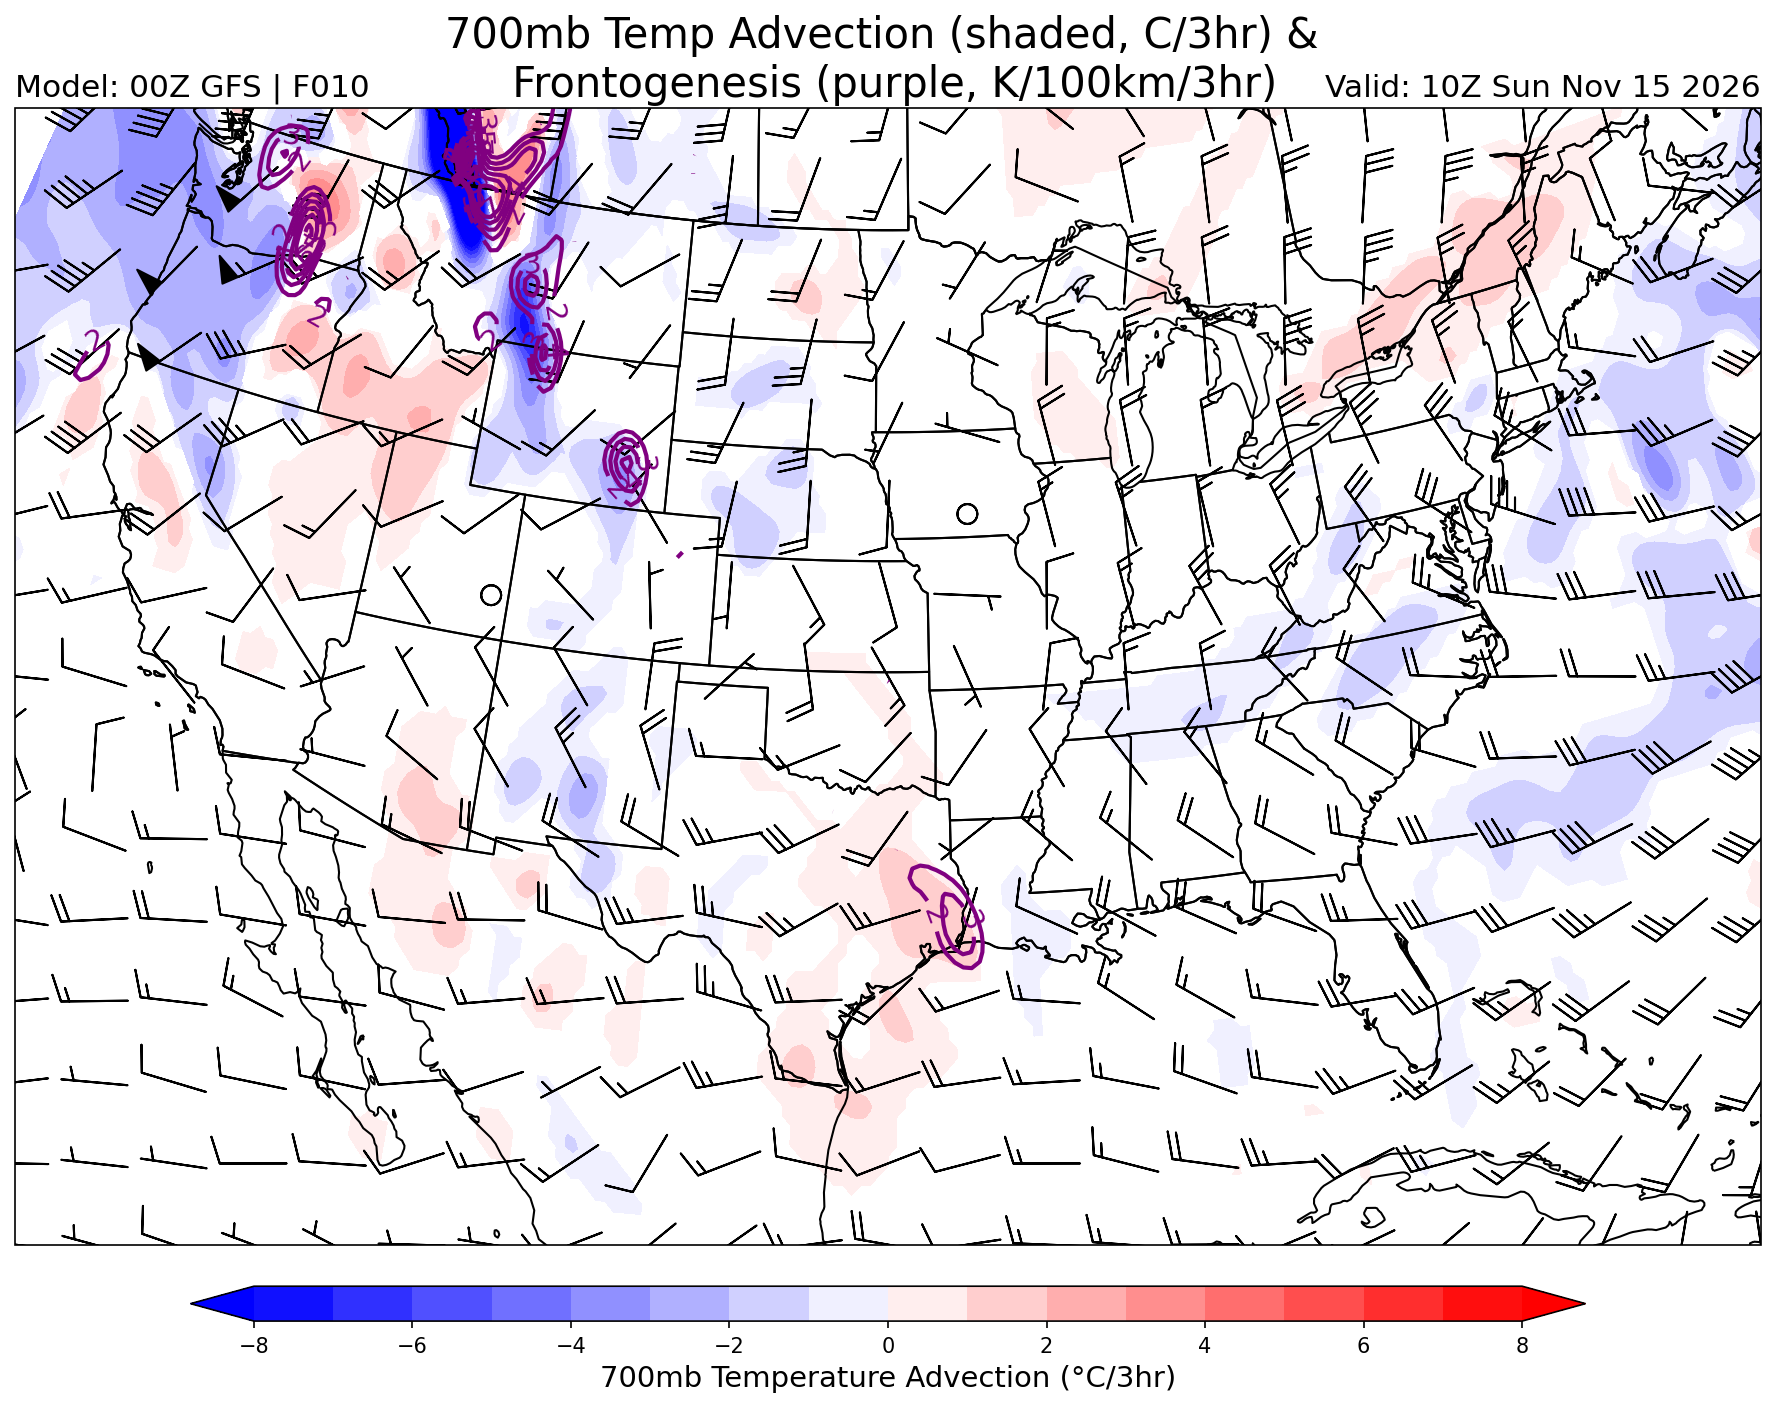 700mb Temp Advection (shaded, C/3hr) &
Model: 00Z GFS | F010
Frontogenesis (purple, K/100km/3hr)
Valid: 10Z Sun Nov 15 2026
−8 −6 −4 −2 0 2 4 6 8
700mb Temperature Advection (°C/3hr)